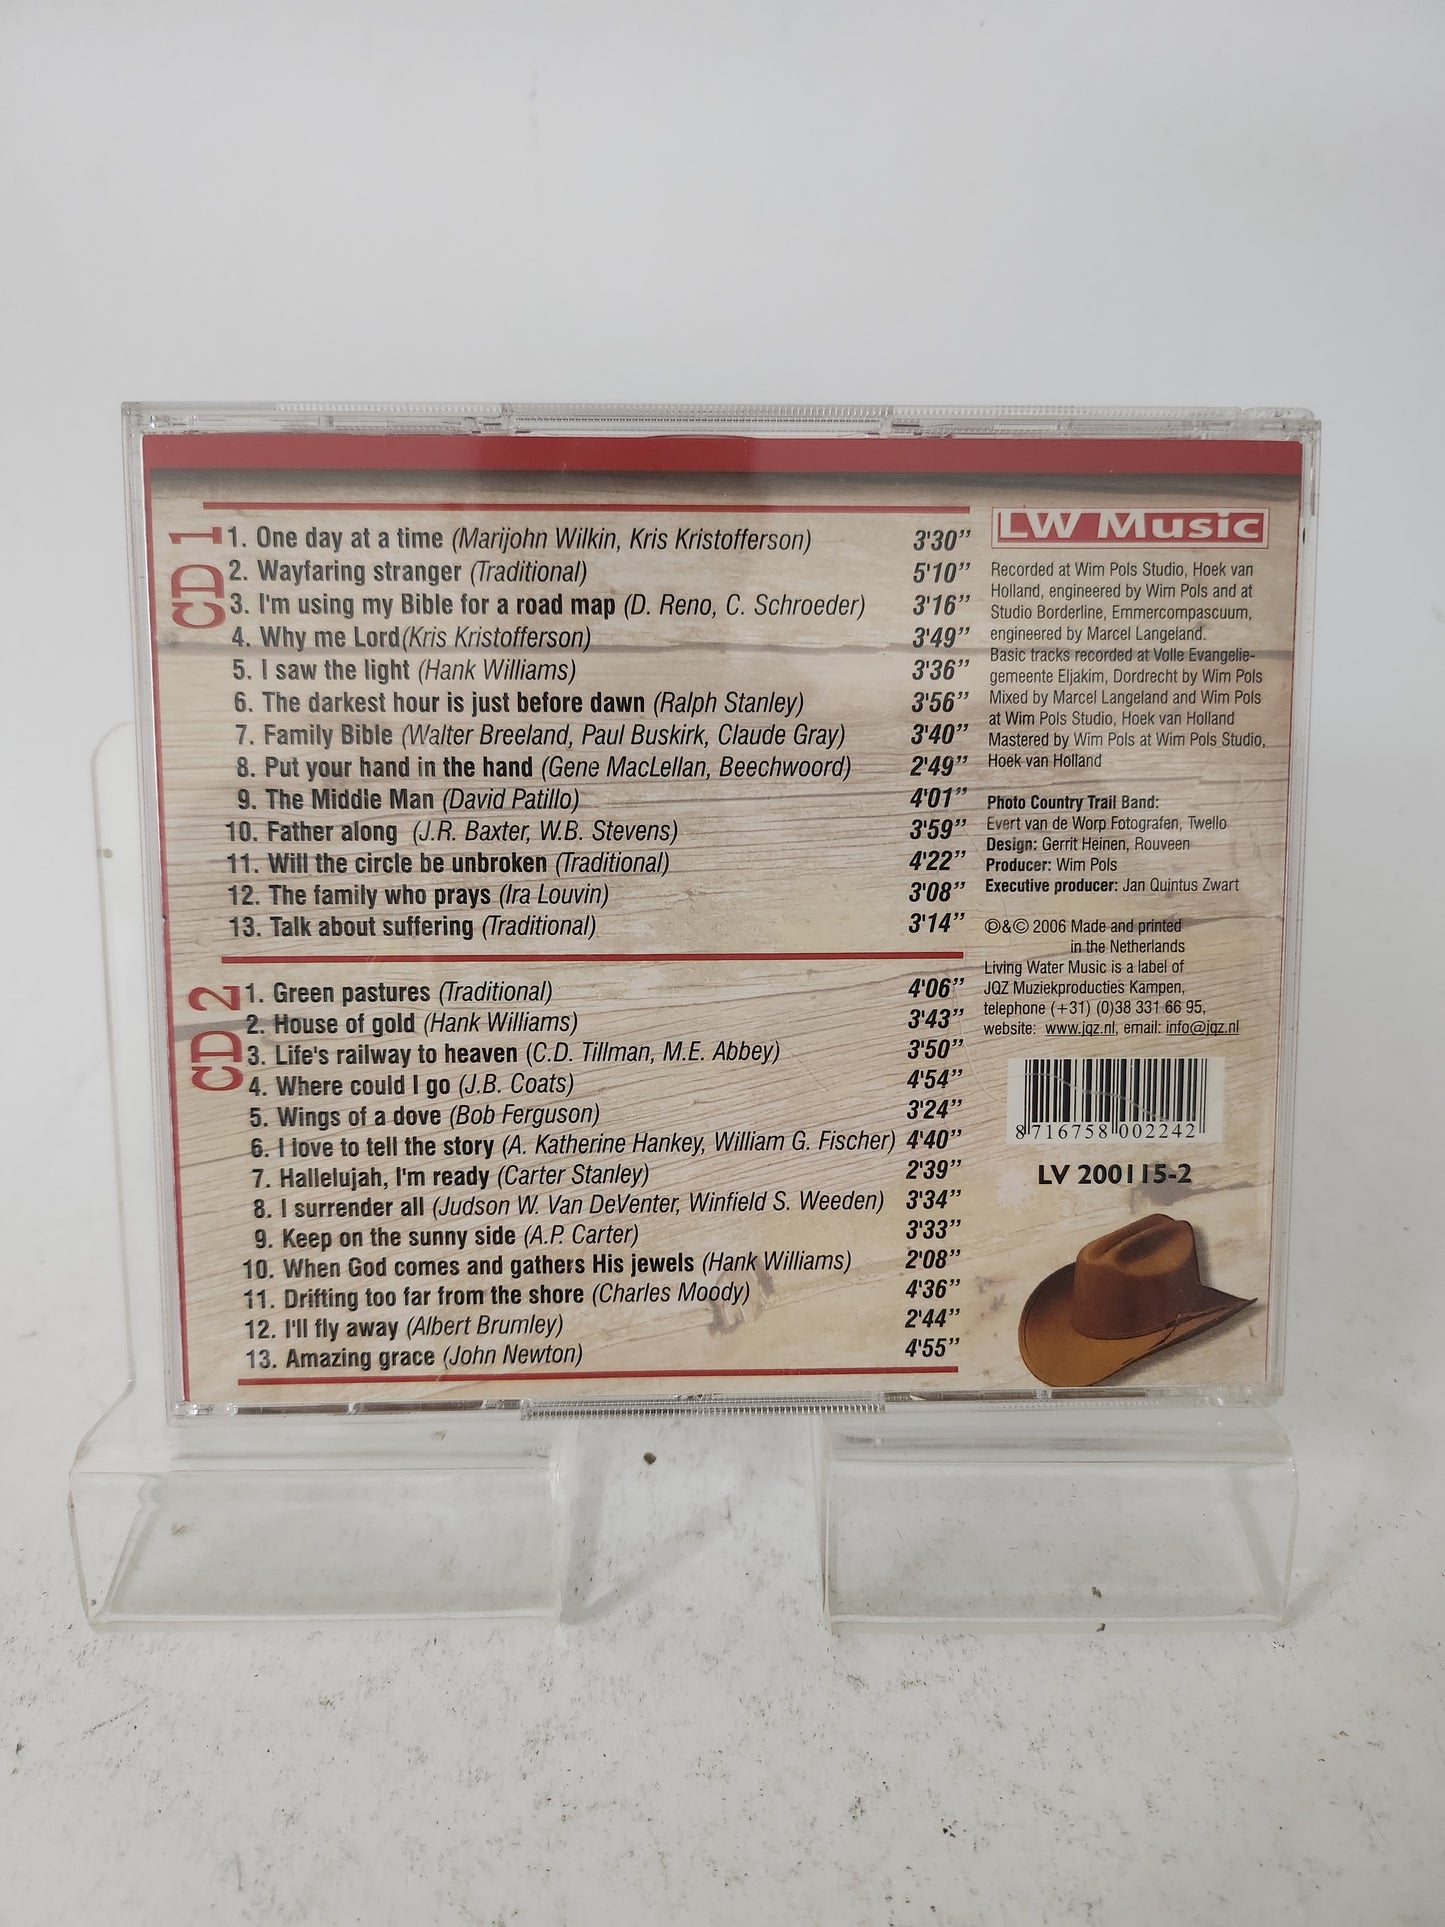 CD 1
1. One day at a time (Marijohn Wilkin, Kris Kristofferson) 3'30”
2. Wayfaring stranger (Traditional) 5'10”
3. I'm using my Bible for a road map (D. Reno, C. Schroeder) 3'16”
4. Why me Lord(Kris Kristofferson) 3'49”
5. I saw the light (Hank Williams) 3'36”
6. The darkest hour is just before dawn (Ralph Stanley) 3'56”
7. Family Bible (Walter Breeland, Paul Buskirk, Claude Gray) 3'40”
8. Put your hand in the hand (Gene MacLellan, Beechwoord) 2'49”
9. The Middle Man (David Patillo) 4'01”
10. Father along (J.R. Baxter, W.B. Stevens) 3'59”
11. Will the circle be unbroken (Traditional) 4'22”
12. The family who prays (Ira Louvin) 3'08”
13. Talk about suffering (Traditional) 3'14”
CD 2
1. Green pastures (Traditional) 4'06”
2. House of gold (Hank Williams) 3'43”
3. Life's railway to heaven (C.D. Tillman, M.E. Abbey) 3'50”
4. Where could I go (J.B. Coats) 4'54”
5. Wings of a dove (Bob Ferguson) 3'24”
6. I love to tell the story (A. Katherine Hankey, William G. Fischer) 4'40”
7. Hallelujah, I'm ready (Carter Stanley) 2'39”
8. I surrender all (Judson W. Van DeVenter, Winfield S. Weeden) 3'34”
9. Keep on the sunny side (A.P. Carter) 3'33”
10. When God comes and gathers His jewels (Hank Williams) 2'08”
11. Drifting too far from the shore (Charles Moody) 4'36”
12. I'll fly away (Albert Brumley) 2'44”
13. Amazing grace (John Newton) 4'55”
LW Music
Recorded at Wim Pols Studio, Hoek van
Holland, engineered by Wim Pols and at
Studio Borderline, Emmercompascuum,
engineered by Marcel Langeland.
Basic tracks recorded at Volle Evangelie-
gemeente Eljakim, Dordrecht by Wim Pols
Mixed by Marcel Langeland and Wim Pols
at Wim Pols Studio, Hoek van Holland
Mastered by Wim Pols at Wim Pols Studio,
Hoek van Holland
Photo Country Trail Band:
Evert van de Worp Fotografen, Twello
Design: Gerrit Heinen, Rouveen
Producer: Wim Pols
Executive producer: Jan Quintus Zwart
℗&© 2006 Made and printed
in the Netherlands
Living Water Music is a label of
JQZ Muziekproducties Kampen,
telephone (+31) (0)38 331 66 95,
website: www.jqz.nl, email: info@jqz.nl
8 716758 002242
LV 200115-2